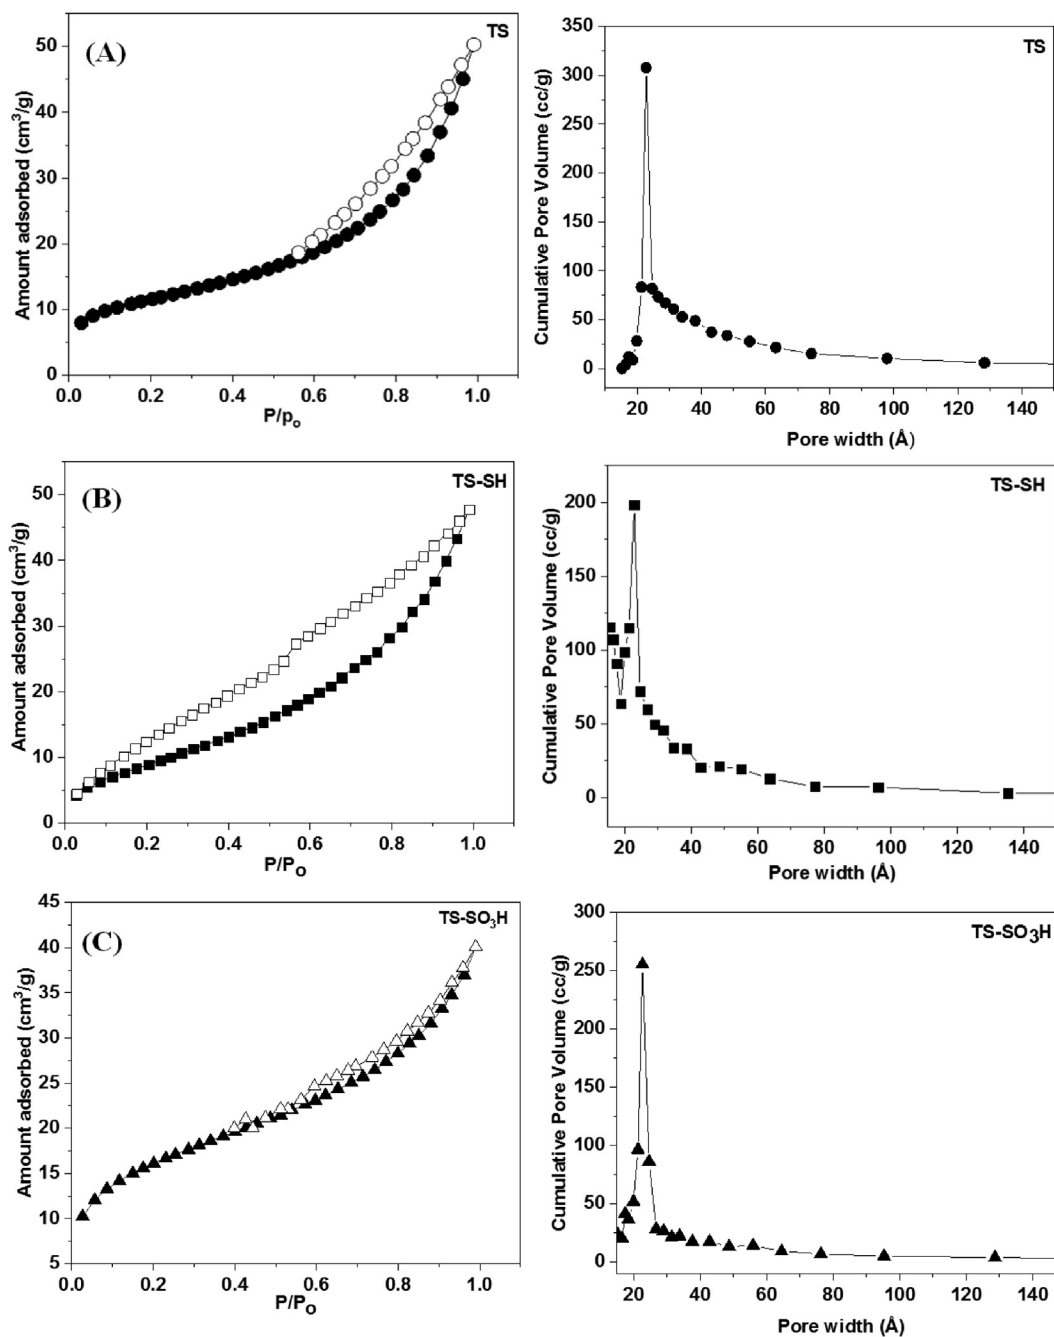 (A)
TS
50
40
30
20
10
0
0.0 0.2 0.4 0.6 0.8 1.0
Amount adsorbed (cm³/g)
P/pₒ
TS
350
300
250
200
150
100
50
0
20 40 60 80 100 120 140
Cumulative Pore Volume (cc/g)
Pore width (Å)
(B)
TS-SH
50
40
30
20
10
0
0.0 0.2 0.4 0.6 0.8 1.0
Amount adsorbed (cm³/g)
P/Pₒ
TS-SH
200
150
100
50
0
20 40 60 80 100 120 140
Cumulative Pore Volume (cc/g)
Pore width (Å)
(C)
TS-SO₃H
45
40
35
30
25
20
15
10
5
0.0 0.2 0.4 0.6 0.8 1.0
Amount adsorbed (cm³/g)
P/Pₒ
TS-SO₃H
300
250
200
150
100
50
0
20 40 60 80 100 120 140
Cumulative Pore Volume (cc/g)
Pore width (Å)